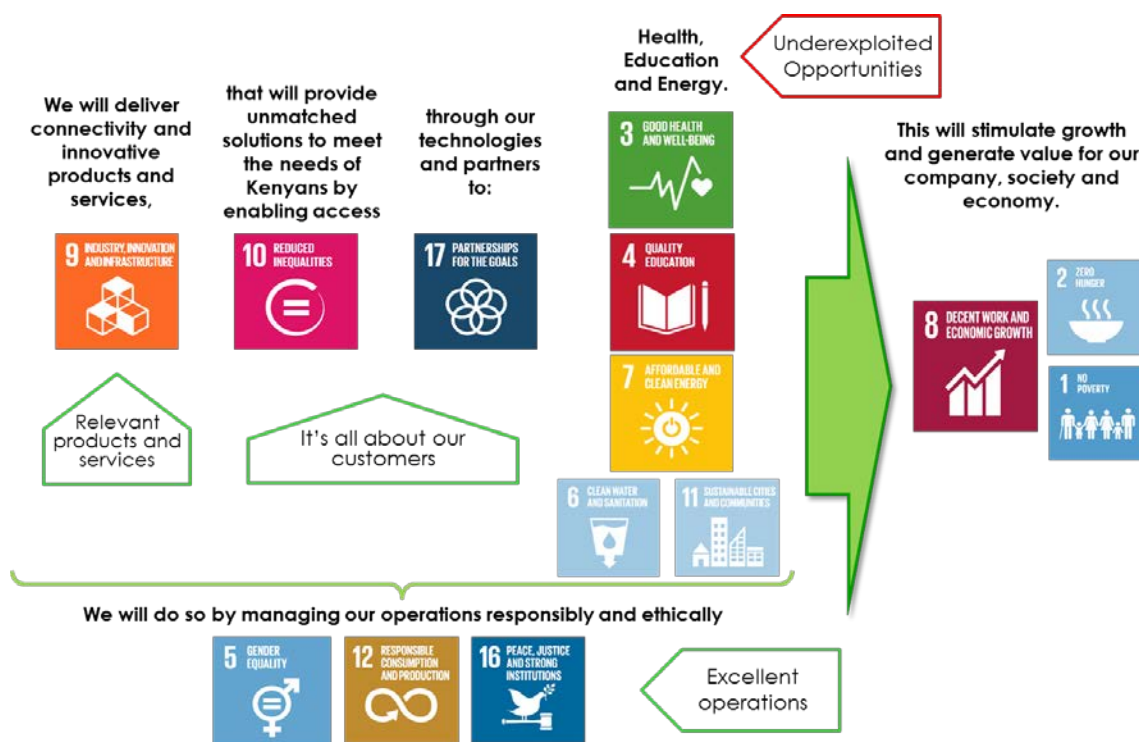 Health,
Education
and Energy.
Underexploited
Opportunities
We will deliver
connectivity and
innovative
products and
services,
that will provide
unmatched
solutions to meet
the needs of
Kenyans by
enabling access
through our
technologies
and partners
to:
This will stimulate growth
and generate value for our
company, society and
economy.
3 GOOD HEALTH
AND WELL-BEING
9 INDUSTRY, INNOVATION
AND INFRASTRUCTURE
10 REDUCED
INEQUALITIES
17 PARTNERSHIPS
FOR THE GOALS
4 QUALITY
EDUCATION
2 ZERO
HUNGER
8 DECENT WORK AND
ECONOMIC GROWTH
7 AFFORDABLE AND
CLEAN ENERGY
1 NO
POVERTY
Relevant
products and
services
It's all about our
customers
6 CLEAN WATER
AND SANITATION
11 SUSTAINABLE CITIES
AND COMMUNITIES
We will do so by managing our operations responsibly and ethically
5 GENDER
EQUALITY
12 RESPONSIBLE
CONSUMPTION
AND PRODUCTION
16 PEACE, JUSTICE
AND STRONG
INSTITUTIONS
Excellent
operations